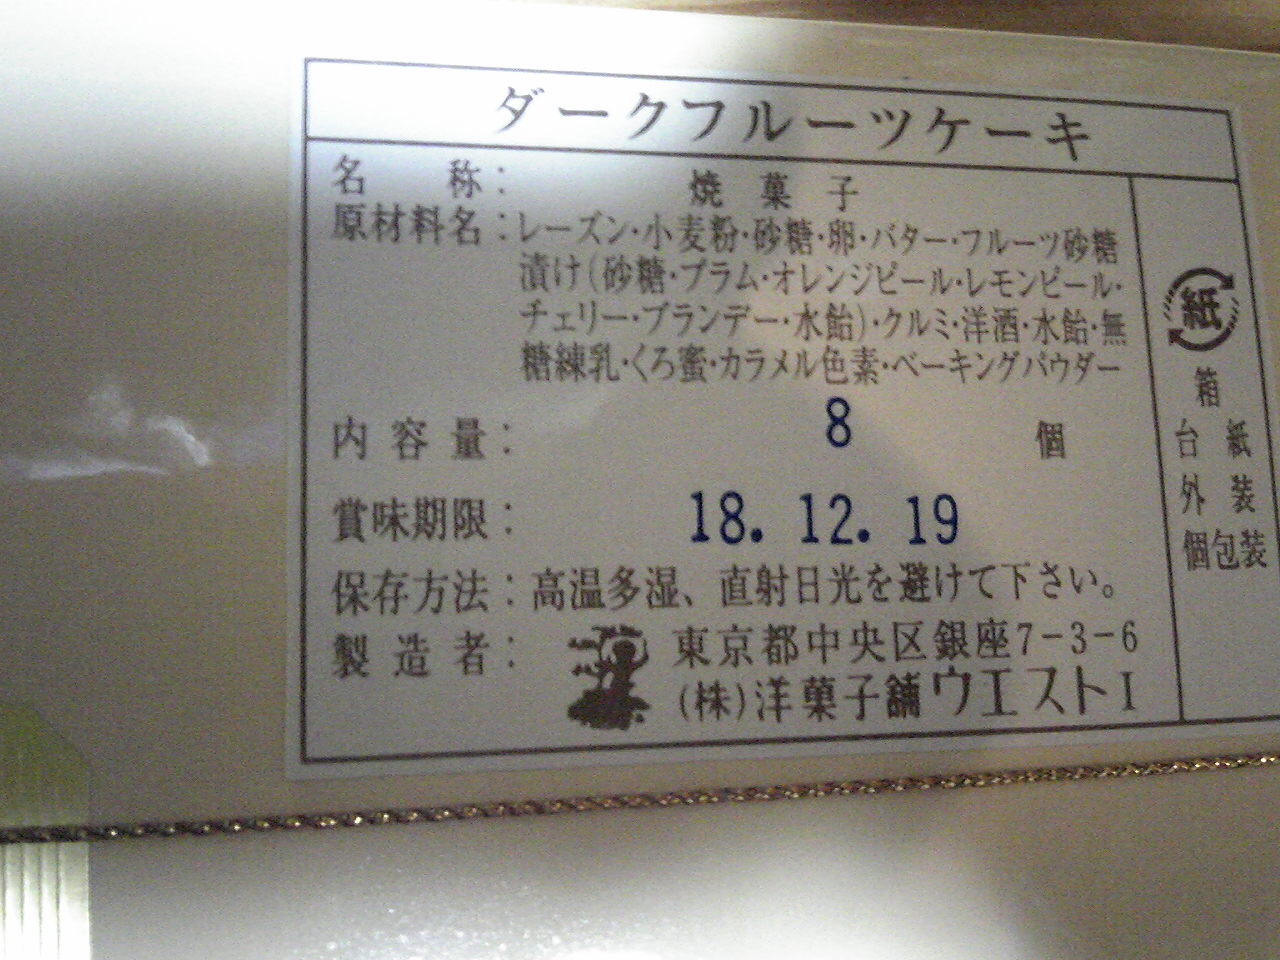 ダークフルーツケーキ
名称： 焼菓子
原材料名：レーズン・小麦粉・砂糖・卵・バター・フルーツ砂糖
漬け(砂糖・プラム・オレンジピール・レモンピール・
チェリー・ブランデー・水飴)・クルミ・洋酒・水飴・無
糖練乳・くろ蜜・カラメル色素・ベーキングパウダー
内容量： 8 個
賞味期限： 18. 12. 19
保存方法：高温多湿、直射日光を避けて下さい。
製造者： 東京都中央区銀座7-3-6
(株)洋菓子舗ウエストI
紙
箱
台紙
外装
個包装